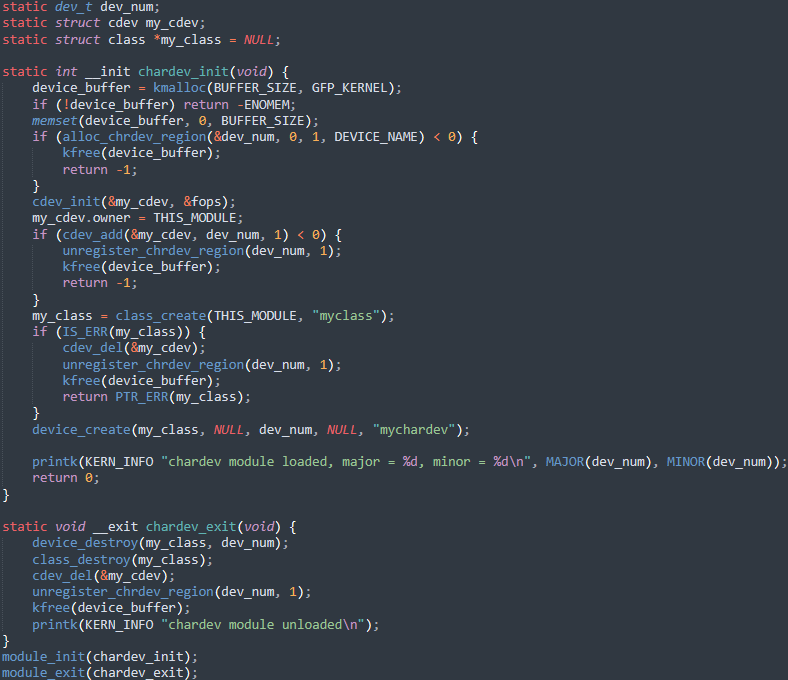 static dev_t dev_num;
static struct cdev my_cdev;
static struct class *my_class = NULL;

static int __init chardev_init(void) {
    device_buffer = kmalloc(BUFFER_SIZE, GFP_KERNEL);
    if (!device_buffer) return -ENOMEM;
    memset(device_buffer, 0, BUFFER_SIZE);
    if (alloc_chrdev_region(&dev_num, 0, 1, DEVICE_NAME) < 0) {
        kfree(device_buffer);
        return -1;
    }
    cdev_init(&my_cdev, &fops);
    my_cdev.owner = THIS_MODULE;
    if (cdev_add(&my_cdev, dev_num, 1) < 0) {
        unregister_chrdev_region(dev_num, 1);
        kfree(device_buffer);
        return -1;
    }
    my_class = class_create(THIS_MODULE, "myclass");
    if (IS_ERR(my_class)) {
        cdev_del(&my_cdev);
        unregister_chrdev_region(dev_num, 1);
        kfree(device_buffer);
        return PTR_ERR(my_class);
    }
    device_create(my_class, NULL, dev_num, NULL, "mychardev");

    printk(KERN_INFO "chardev module loaded, major = %d, minor = %d\n", MAJOR(dev_num), MINOR(dev_num));
    return 0;
}

static void __exit chardev_exit(void) {
    device_destroy(my_class, dev_num);
    class_destroy(my_class);
    cdev_del(&my_cdev);
    unregister_chrdev_region(dev_num, 1);
    kfree(device_buffer);
    printk(KERN_INFO "chardev module unloaded\n");
}
module_init(chardev_init);
module_exit(chardev_exit);